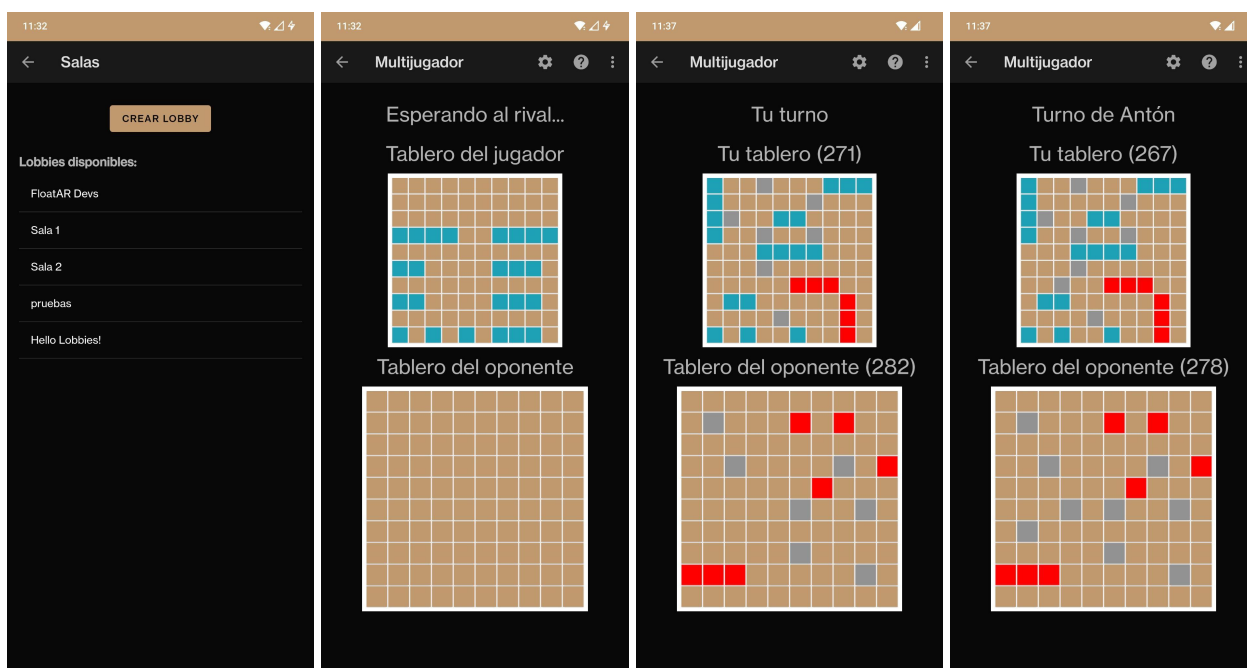 11:32
Salas
CREAR LOBBY
Lobbies disponibles:
FloatAR Devs
Sala 1
Sala 2
pruebas
Hello Lobbies!
11:32
Multijugador
Esperando al rival...
Tablero del jugador
Tablero del oponente
11:37
Multijugador
Tu turno
Tu tablero (271)
Tablero del oponente (282)
11:37
Multijugador
Turno de Antón
Tu tablero (267)
Tablero del oponente (278)